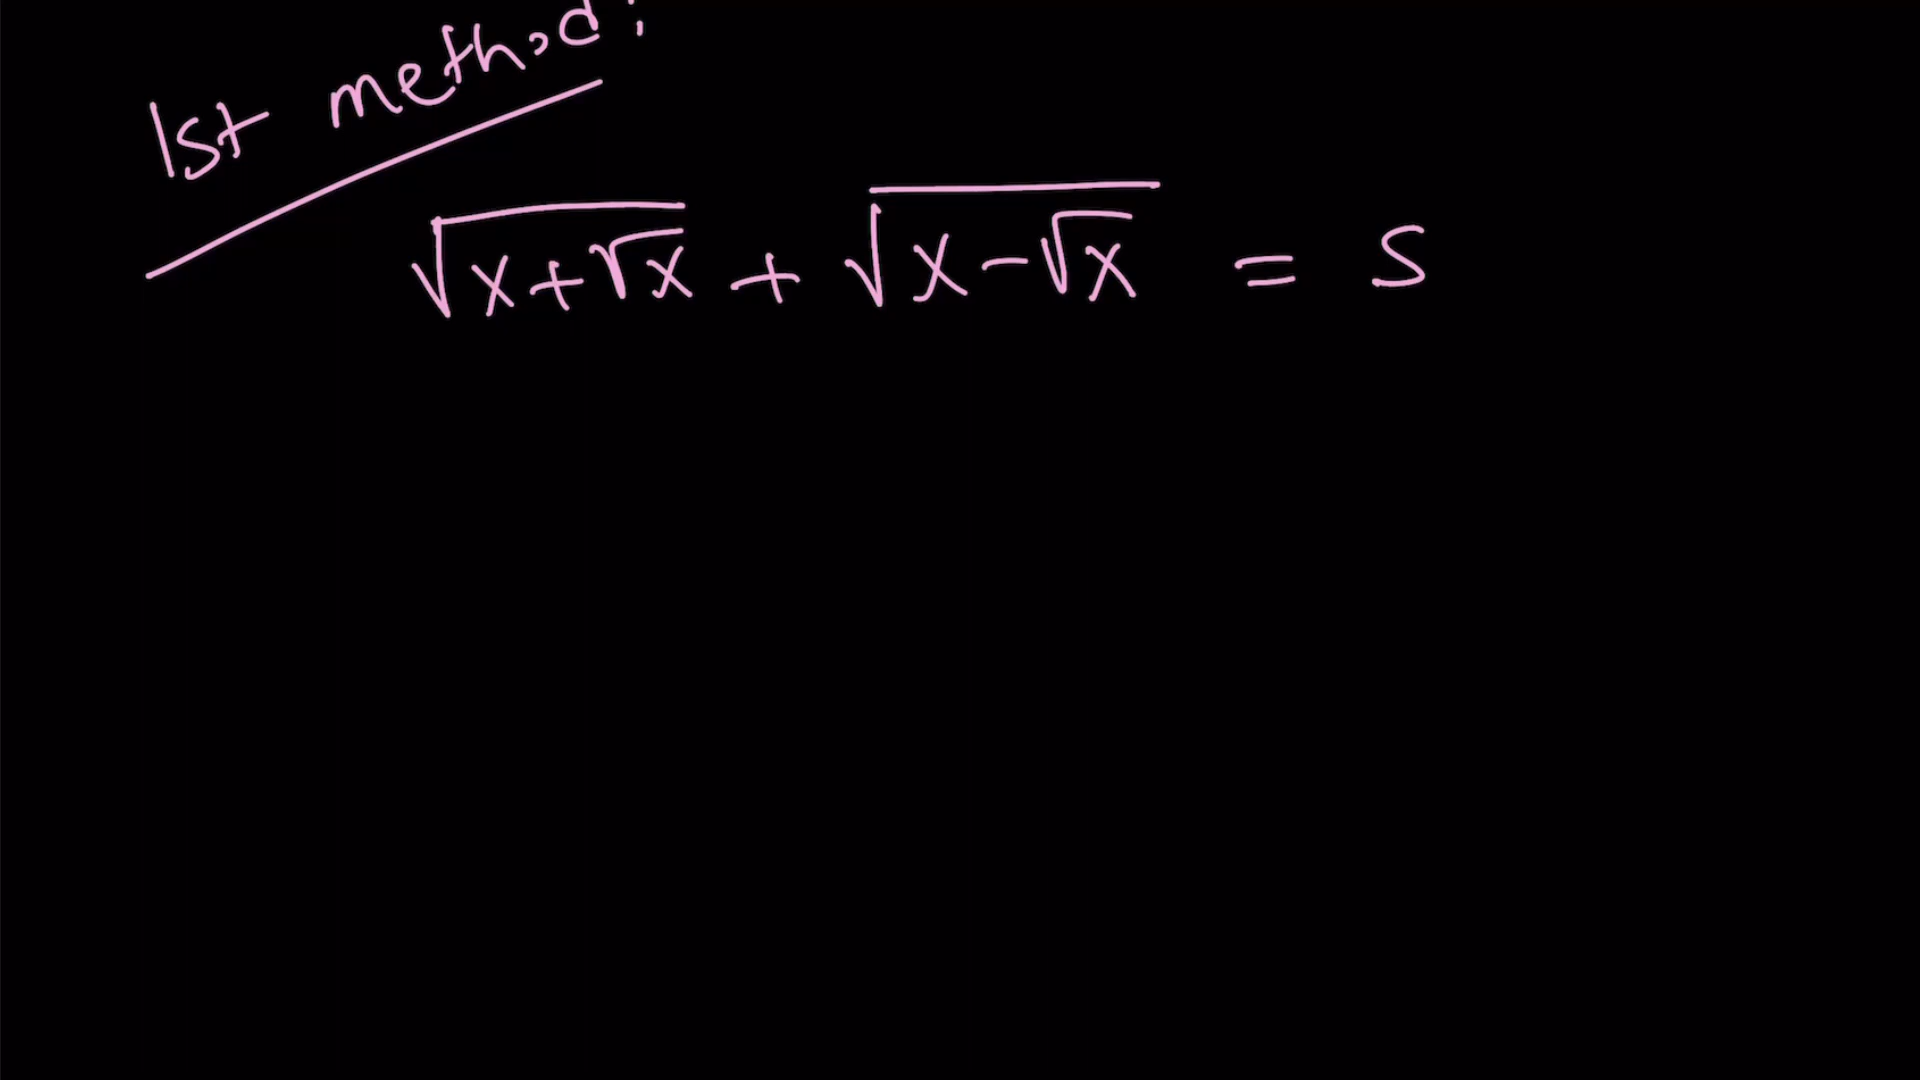 1st method:
√(x+√x) + √(x-√x) = 5